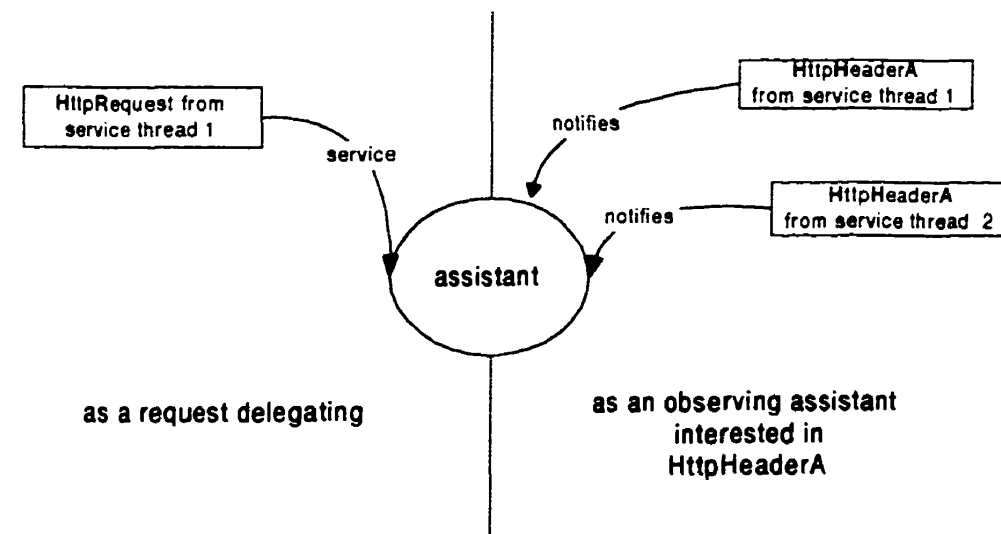 HttpRequest from
service thread 1
service
HttpHeaderA
from service thread 1
notifies
HttpHeaderA
from service thread 2
notifies
assistant
as a request delegating
as an observing assistant
interested in
HttpHeaderA